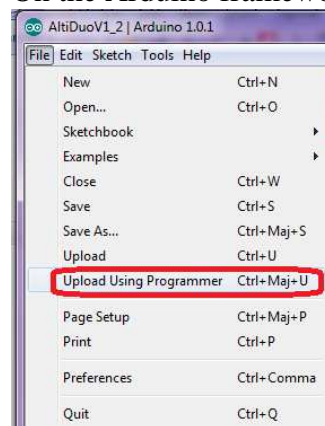 AltiDuoV1_2 | Arduino 1.0.1
File Edit Sketch Tools Help
New Ctrl+N
Open... Ctrl+O
Sketchbook
Examples
Close Ctrl+W
Save Ctrl+S
Save As... Ctrl+Maj+S
Upload Ctrl+U
Upload Using Programmer Ctrl+Maj+U
Page Setup Ctrl+Maj+P
Print Ctrl+P
Preferences Ctrl+Comma
Quit Ctrl+Q